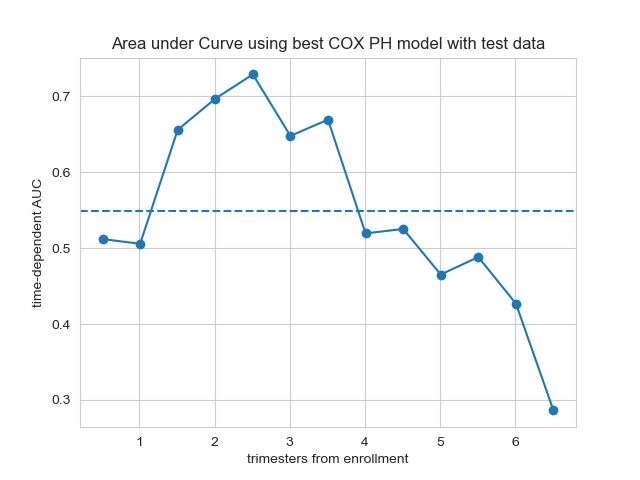 Area under Curve using best COX PH model with test data
0.7
0.6
0.5
0.4
0.3
time-dependent AUC
1 2 3 4 5 6
trimesters from enrollment